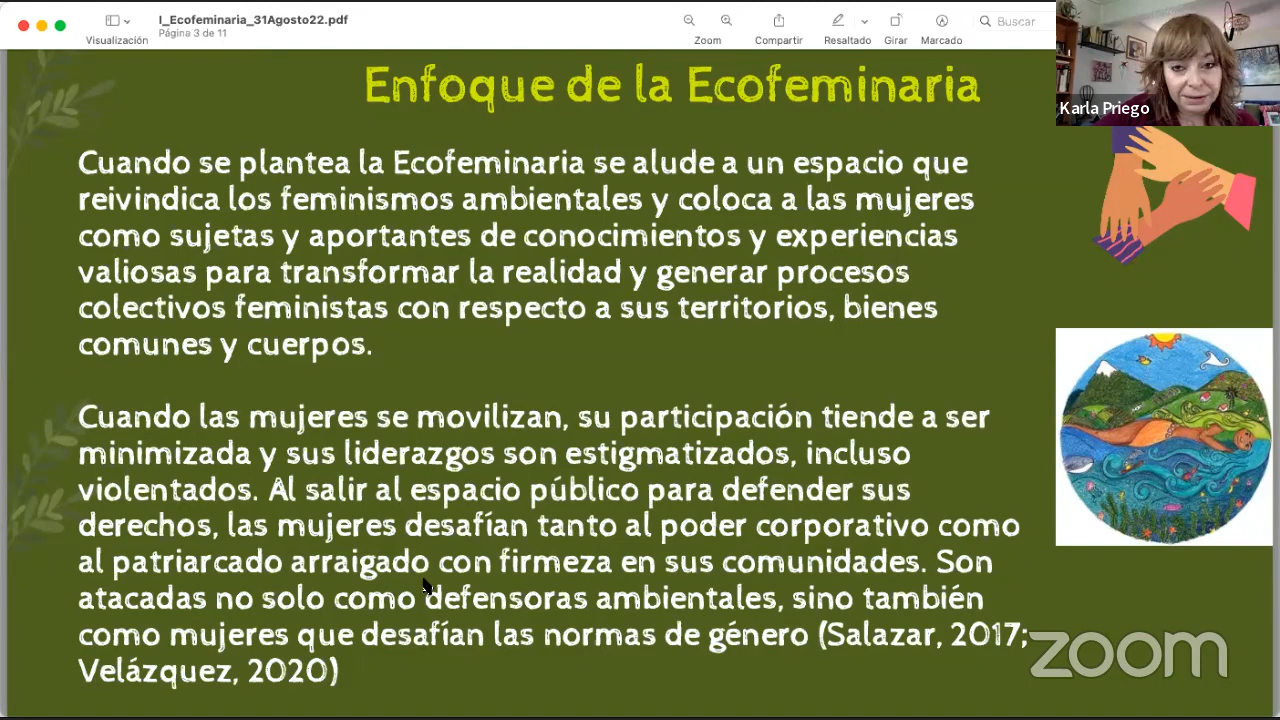 I_Ecofeminaria_31Agosto22.pdf
Página 3 de 11
Visualización
Zoom
Compartir
Resaltado
Girar
Marcado
Buscar
Karla Priego
Enfoque de la Ecofeminaria
Cuando se plantea la Ecofeminaria se alude a un espacio que
reivindica los feminismos ambientales y coloca a las mujeres
como sujetas y aportantes de conocimientos y experiencias
valiosas para transformar la realidad y generar procesos
colectivos feministas con respecto a sus territorios, bienes
comunes y cuerpos.
Cuando las mujeres se movilizan, su participación tiende a ser
minimizada y sus liderazgos son estigmatizados, incluso
violentados. Al salir al espacio público para defender sus
derechos, las mujeres desafían tanto al poder corporativo como
al patriarcado arraigado con firmeza en sus comunidades. Son
atacadas no solo como defensoras ambientales, sino también
como mujeres que desafían las normas de género (Salazar, 2017;
Velázquez, 2020)
zoom